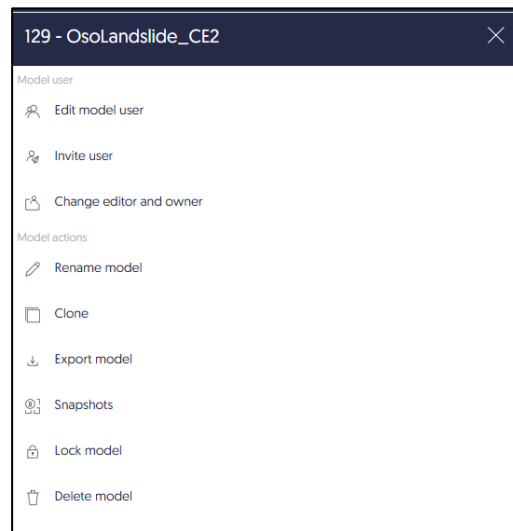 129 - OsoLandslide_CE2
Model user
Edit model user
Invite user
Change editor and owner
Model actions
Rename model
Clone
Export model
Snapshots
Lock model
Delete model